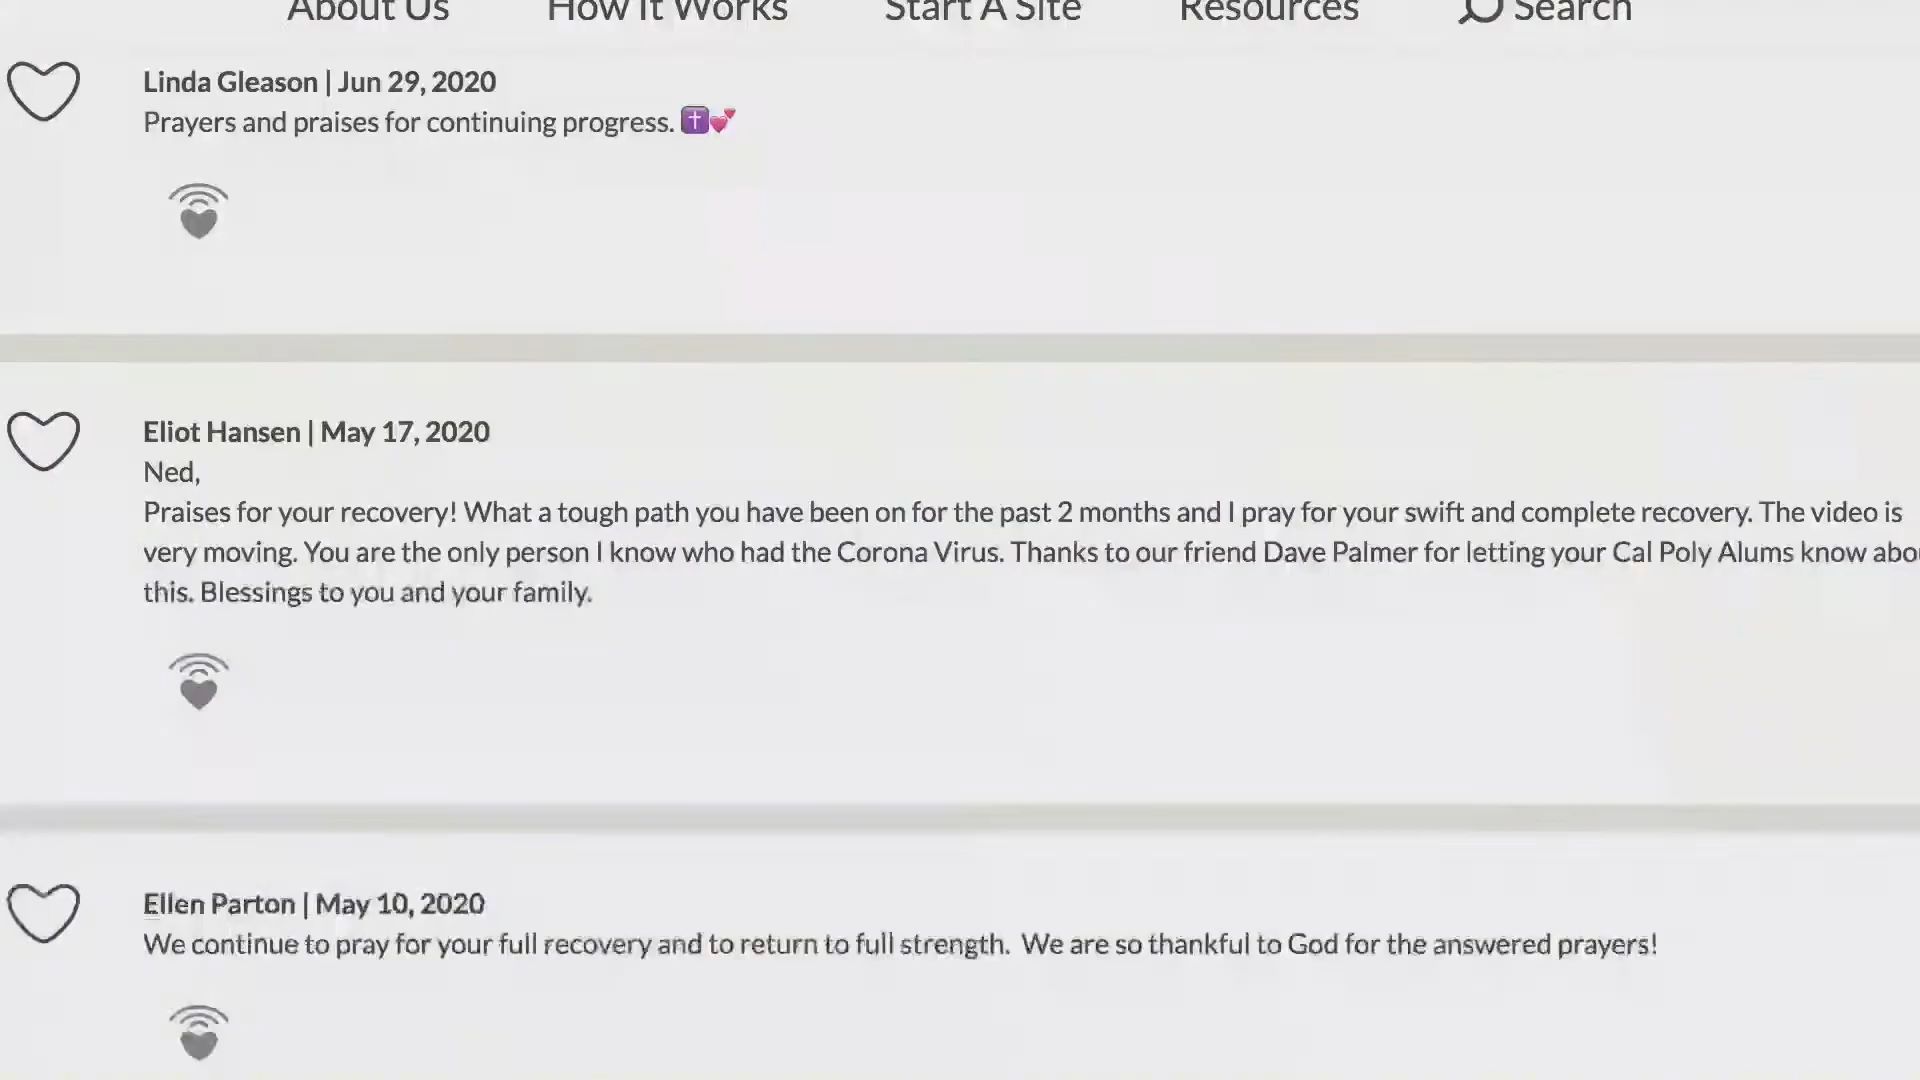 About Us How It Works Start A Site Resources Search
Linda Gleason | Jun 29, 2020
Prayers and praises for continuing progress. ✝️💕
Eliot Hansen | May 17, 2020
Ned,
Praises for your recovery! What a tough path you have been on for the past 2 months and I pray for your swift and complete recovery. The video is
very moving. You are the only person I know who had the Corona Virus. Thanks to our friend Dave Palmer for letting your Cal Poly Alums know abo
this. Blessings to you and your family.
Ellen Parton | May 10, 2020
We continue to pray for your full recovery and to return to full strength. We are so thankful to God for the answered prayers!